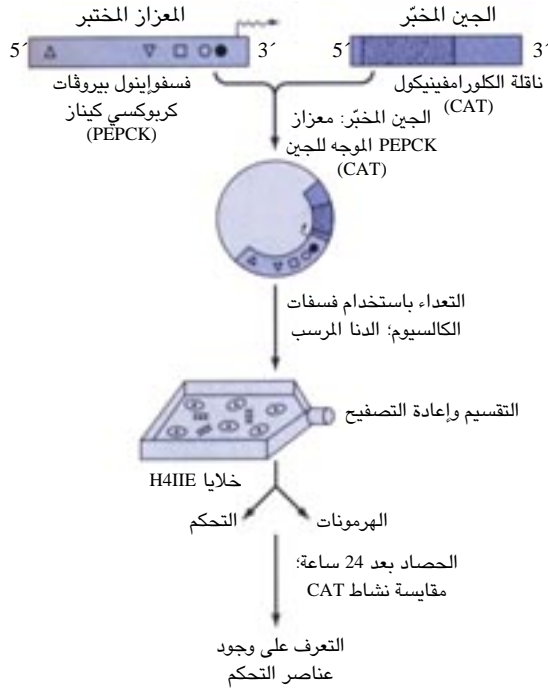 الجين المخبّر
المعزاز المختبر
5´ 3´
5´ 3´
ناقلة الكلورامفينيكول
(CAT)
فسفوإينول بيروڤات
كربوكسي كيناز
(PEPCK)
الجين المخبّر: معزاز
PEPCK الموجه للجين
(CAT)
التعداء باستخدام فسفات
الكالسيوم؛ الدنا المرسب
التقسيم وإعادة التصفيح
خلايا H4IIE
الهرمونات
التحكم
الحصاد بعد 24 ساعة؛
مقايسة نشاط CAT
التعرف على وجود
عناصر التحكم